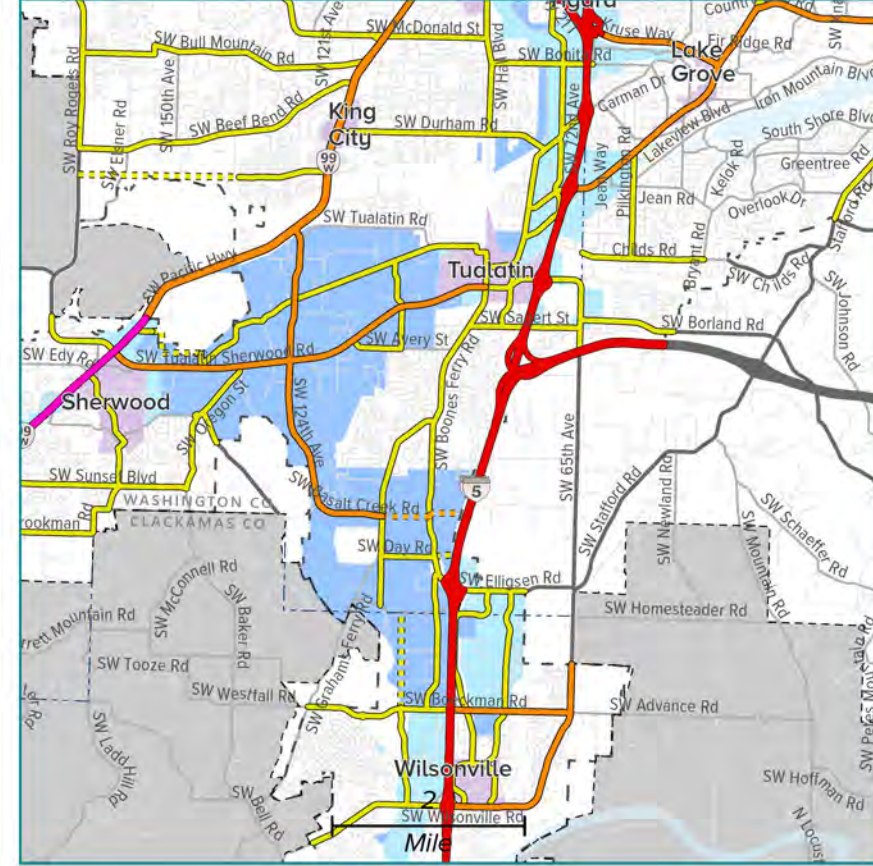 SW 121st Ave
SW McDonald St
Kruse Way
SW Bull Mountain Rd
SW Hall Blvd
SW Bonita Rd
Fir Ridge Rd
Lake
Grove
SW Roy Rogers Rd
SW 150th Ave
SW Elsner Rd
SW Beef Bend Rd
King
City
SW Durham Rd
SW 72nd Ave
Carman Dr
Iron Mountain Blvd
Lakeview Blvd
South Shore Blvd
99
W
Jean Way
Pilkington Rd
Jean Rd
Kelok Rd
Greentree Rd
Overlook Dr
SW Tualatin Rd
Childs Rd
Bryant Rd
Stafford Rd
SW Pacific Hwy
Tualatin
SW Childs Rd
SW Johnson Rd
SW Sagert St
SW Borland Rd
SW Avery St
SW Edy Rd
SW Tualatin Sherwood Rd
Sherwood
SW Oregon St
SW 124th Ave
SW Boones Ferry Rd
SW 65th Ave
SW Sunset Blvd
WASHINGTON CO
CLACKAMAS CO
SW Basalt Creek Rd
5
SW Stafford Rd
SW Newland Rd
SW Mountain Rd
SW Schaeffer Rd
SW Day Rd
SW Elligsen Rd
SW McConnell Rd
SW Baker Rd
SW Homesteader Rd
SW Tooze Rd
SW Grahams Ferry Rd
SW Westfall Rd
SW Boeckman Rd
SW Advance Rd
SW Ladd Hill Rd
SW Bell Rd
Wilsonville
SW Hoffman Rd
N Locust
2
SW Wilsonville Rd
Mile